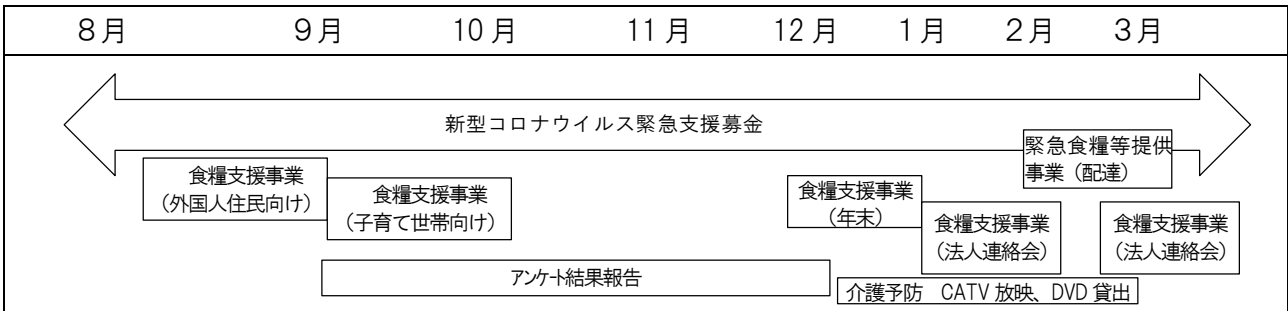 8月 9月 10月 11月 12月 1月 2月 3月
新型コロナウイルス緊急支援募金
緊急食糧等提供
事業（配達）
食糧支援事業
（外国人住民向け）
食糧支援事業
（子育て世帯向け）
食糧支援事業
（年末）
食糧支援事業
（法人連絡会）
食糧支援事業
（法人連絡会）
アンケート結果報告
介護予防　CATV 放映、DVD 貸出